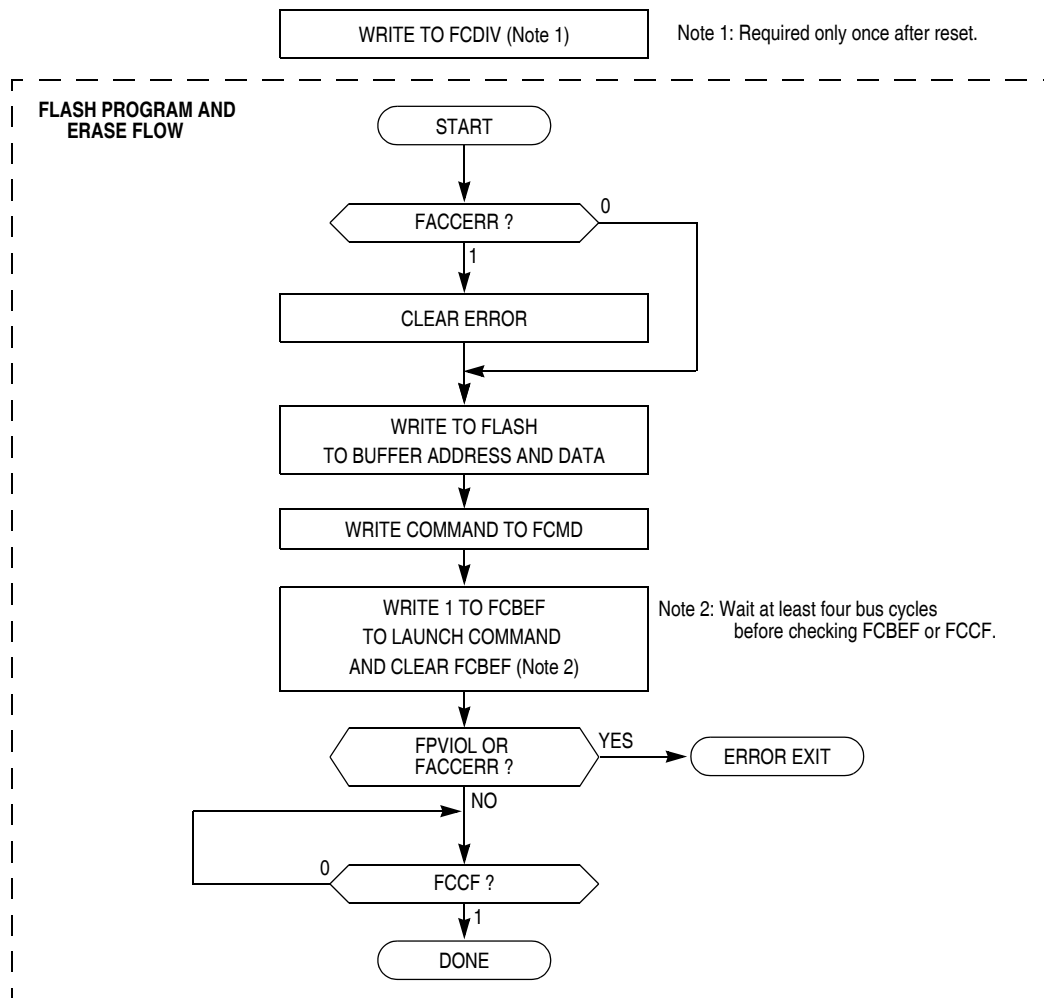 WRITE TO FCDIV (Note 1)
Note 1: Required only once after reset.
FLASH PROGRAM AND
ERASE FLOW
START
FACCERR ?
0
1
CLEAR ERROR
WRITE TO FLASH
TO BUFFER ADDRESS AND DATA
WRITE COMMAND TO FCMD
WRITE 1 TO FCBEF
TO LAUNCH COMMAND
AND CLEAR FCBEF (Note 2)
Note 2: Wait at least four bus cycles
before checking FCBEF or FCCF.
FPVIOL OR
FACCERR ?
YES
ERROR EXIT
NO
0
FCCF ?
1
DONE